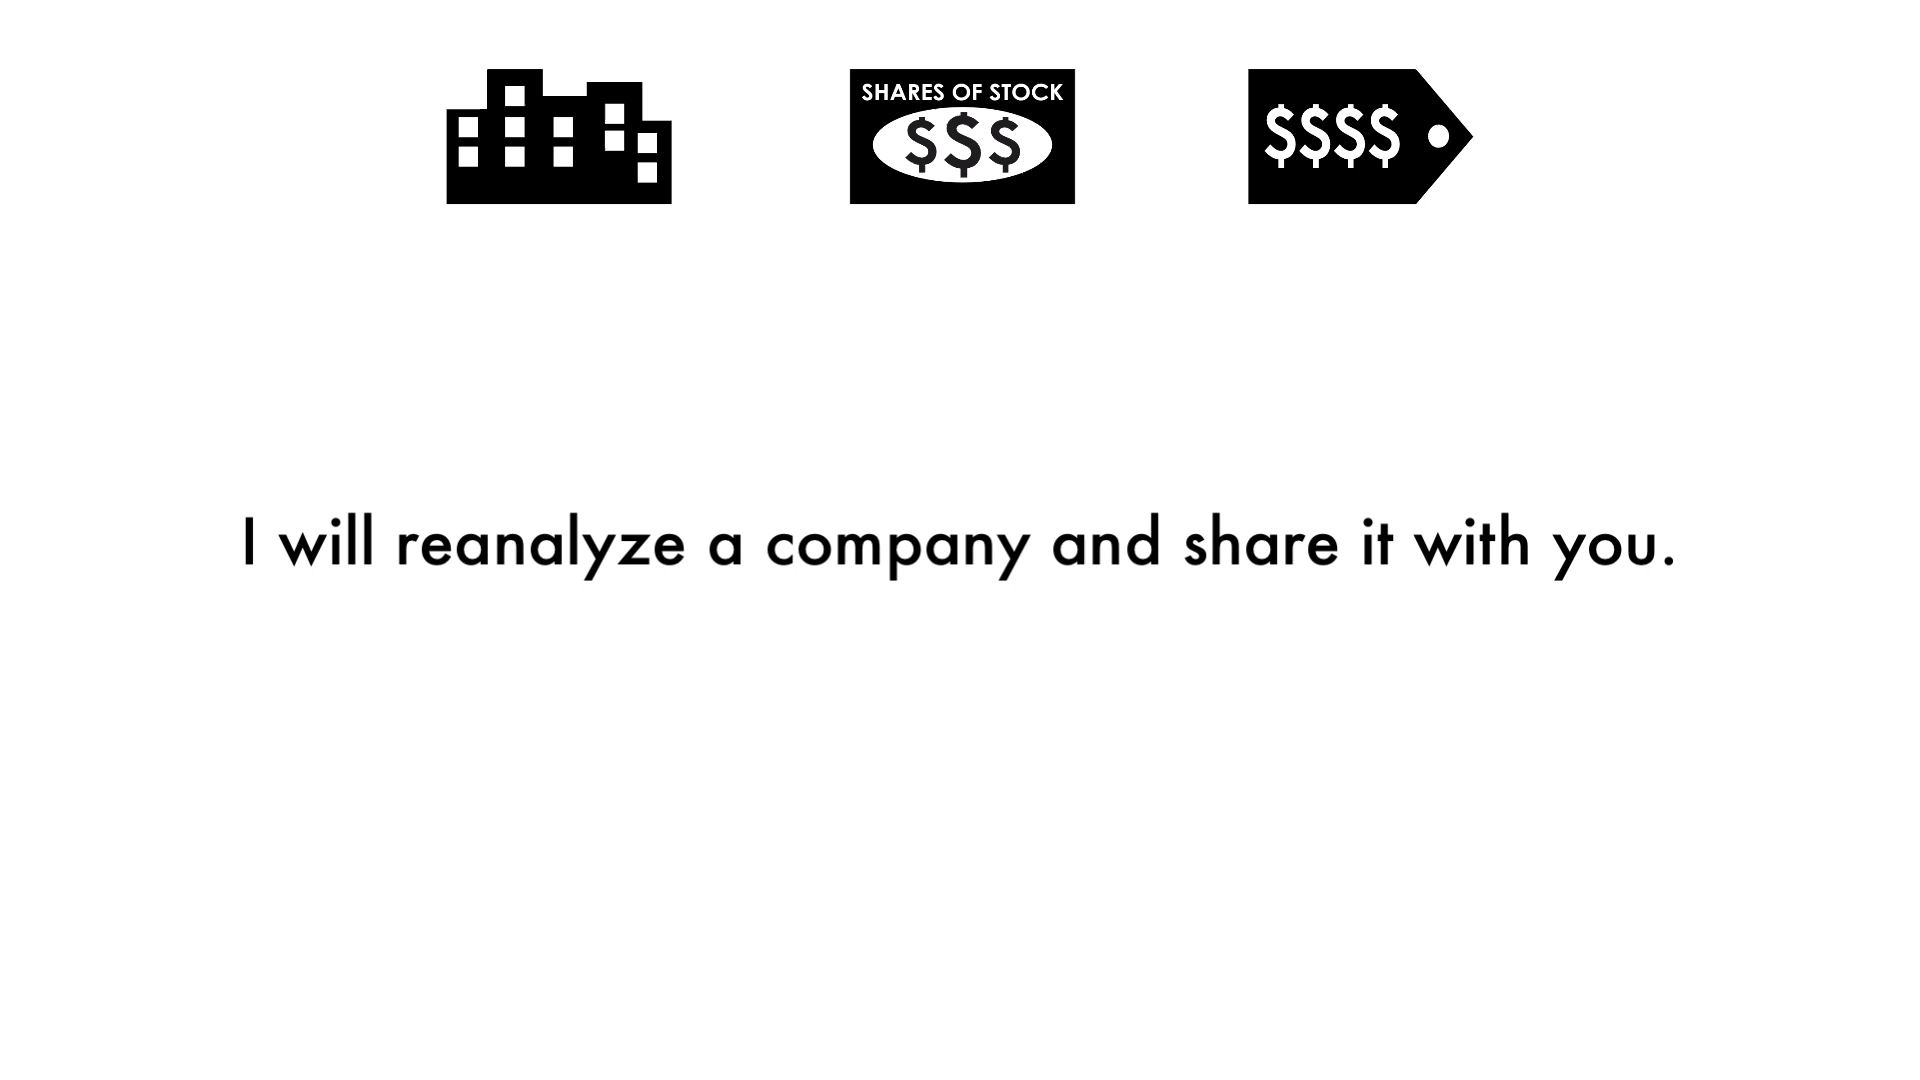 SHARES OF STOCK
$$$
$$$$
I will reanalyze a company and share it with you.